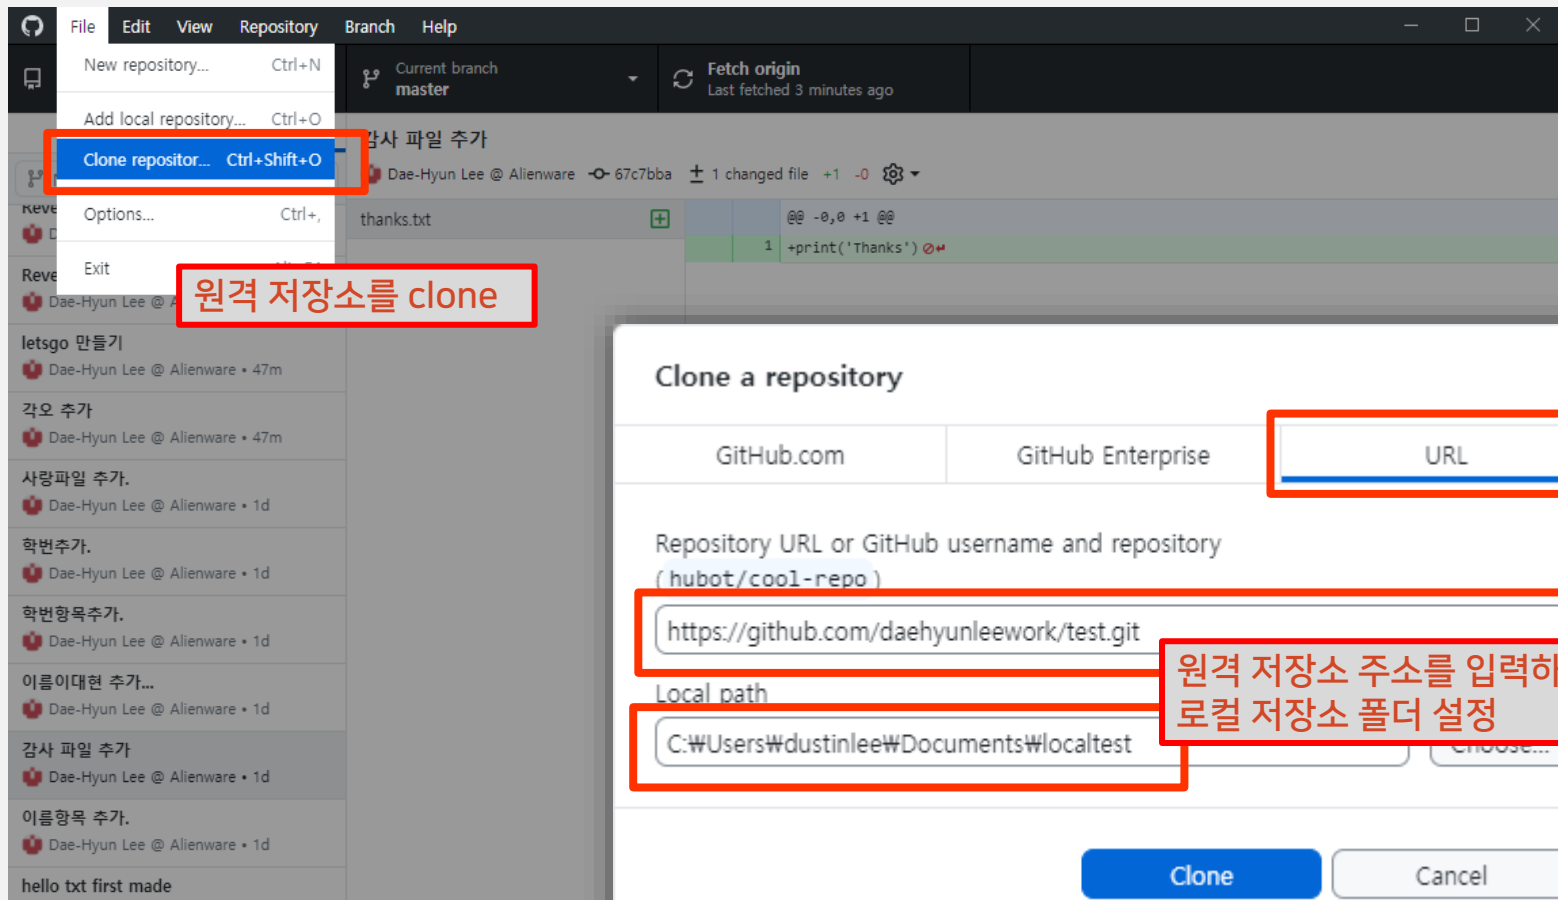 File Edit View Repository Branch Help
New repository... Ctrl+N
Add local repository... Ctrl+O
Clone repositor... Ctrl+Shift+O
Options... Ctrl+,
Exit
Current branch
master
Fetch origin
Last fetched 3 minutes ago
감사 파일 추가
Dae-Hyun Lee @ Alienware 67c7bba 1 changed file +1 -0
thanks.txt
@@ -0,0 +1 @@
1 +print('Thanks')
원격 저장소를 clone
Reve
Reve
Dae-Hyun Lee @
letsgo 만들기
Dae-Hyun Lee @ Alienware • 47m
각오 추가
Dae-Hyun Lee @ Alienware • 47m
사랑파일 추가.
Dae-Hyun Lee @ Alienware • 1d
학번추가.
Dae-Hyun Lee @ Alienware • 1d
학번항목추가.
Dae-Hyun Lee @ Alienware • 1d
이름이대현 추가...
Dae-Hyun Lee @ Alienware • 1d
감사 파일 추가
Dae-Hyun Lee @ Alienware • 1d
이름항목 추가.
Dae-Hyun Lee @ Alienware • 1d
hello txt first made
Clone a repository
GitHub.com GitHub Enterprise URL
Repository URL or GitHub username and repository
(hubot/cool-repo)
https://github.com/daehyunleework/test.git
원격 저장소 주소를 입력하
로컬 저장소 폴더 설정
Local path
C:₩Users₩dustinlee₩Documents₩localtest
Choose...
Clone Cancel